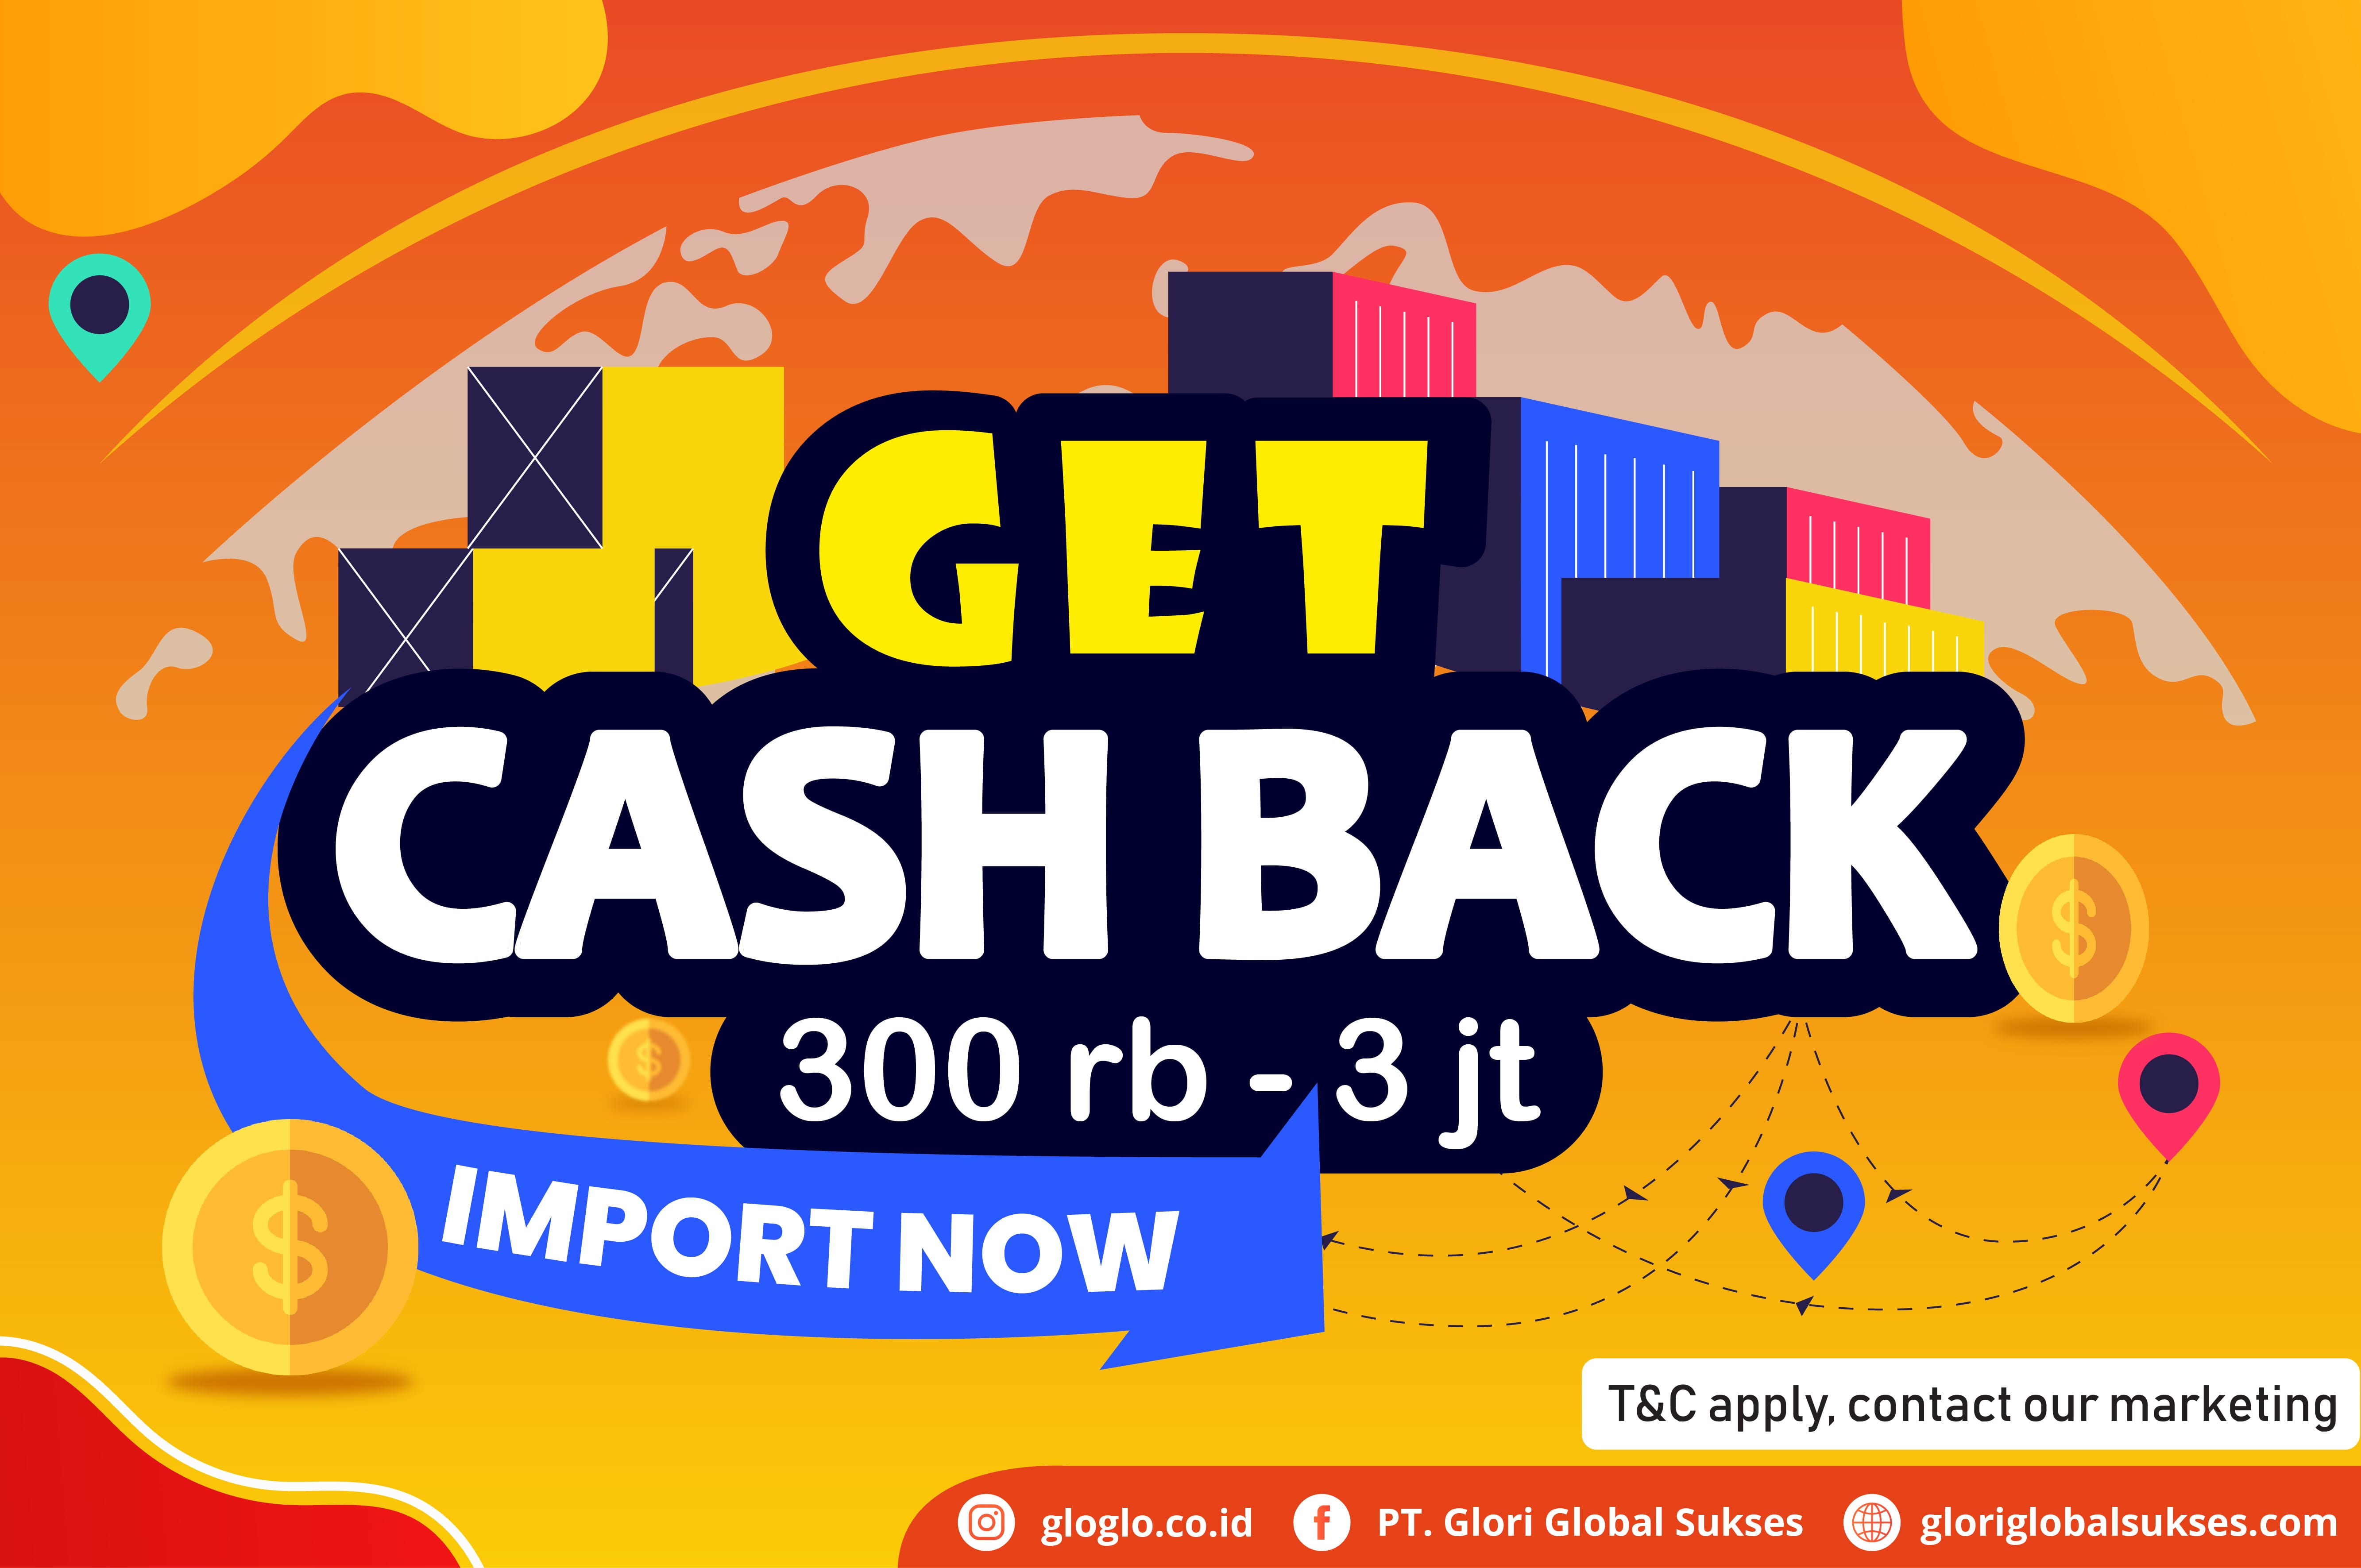 GET
CASH BACK
300 rb - 3 jt
IMPORT NOW
T&C apply, contact our marketing
gloglo.co.id PT. Glori Global Sukses gloriglobalsukses.com